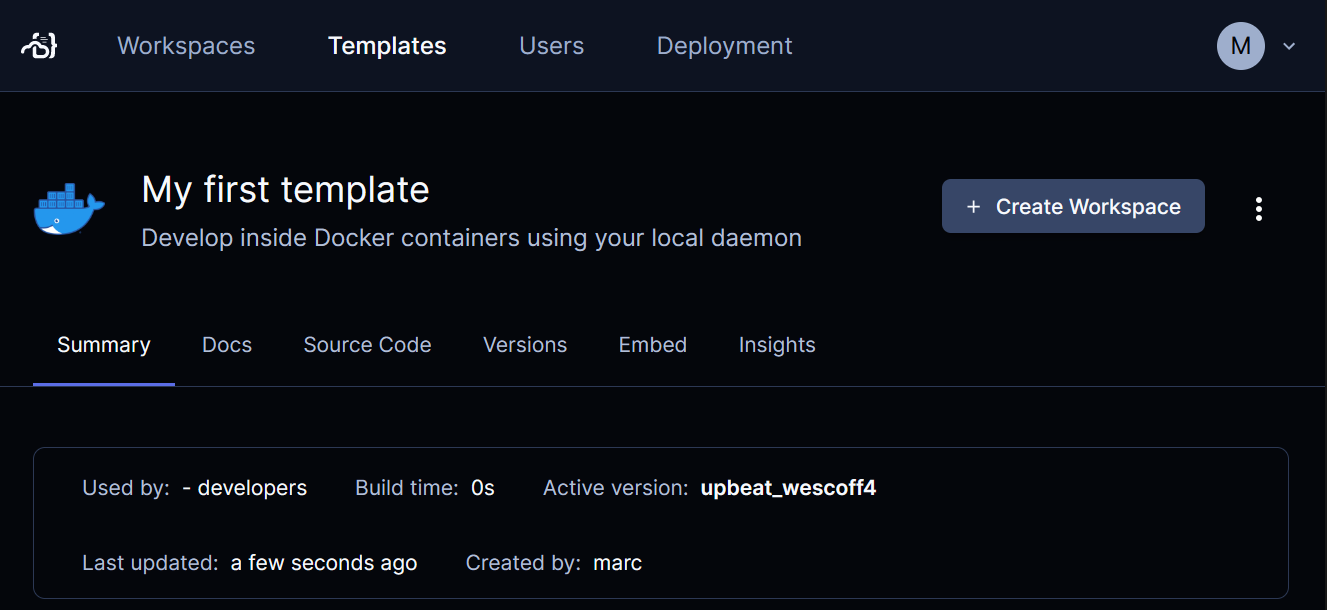 Workspaces Templates Users Deployment M
My first template
+ Create Workspace
Develop inside Docker containers using your local daemon
Summary Docs Source Code Versions Embed Insights
Used by: - developers Build time: 0s Active version: upbeat_wescoff4
Last updated: a few seconds ago Created by: marc